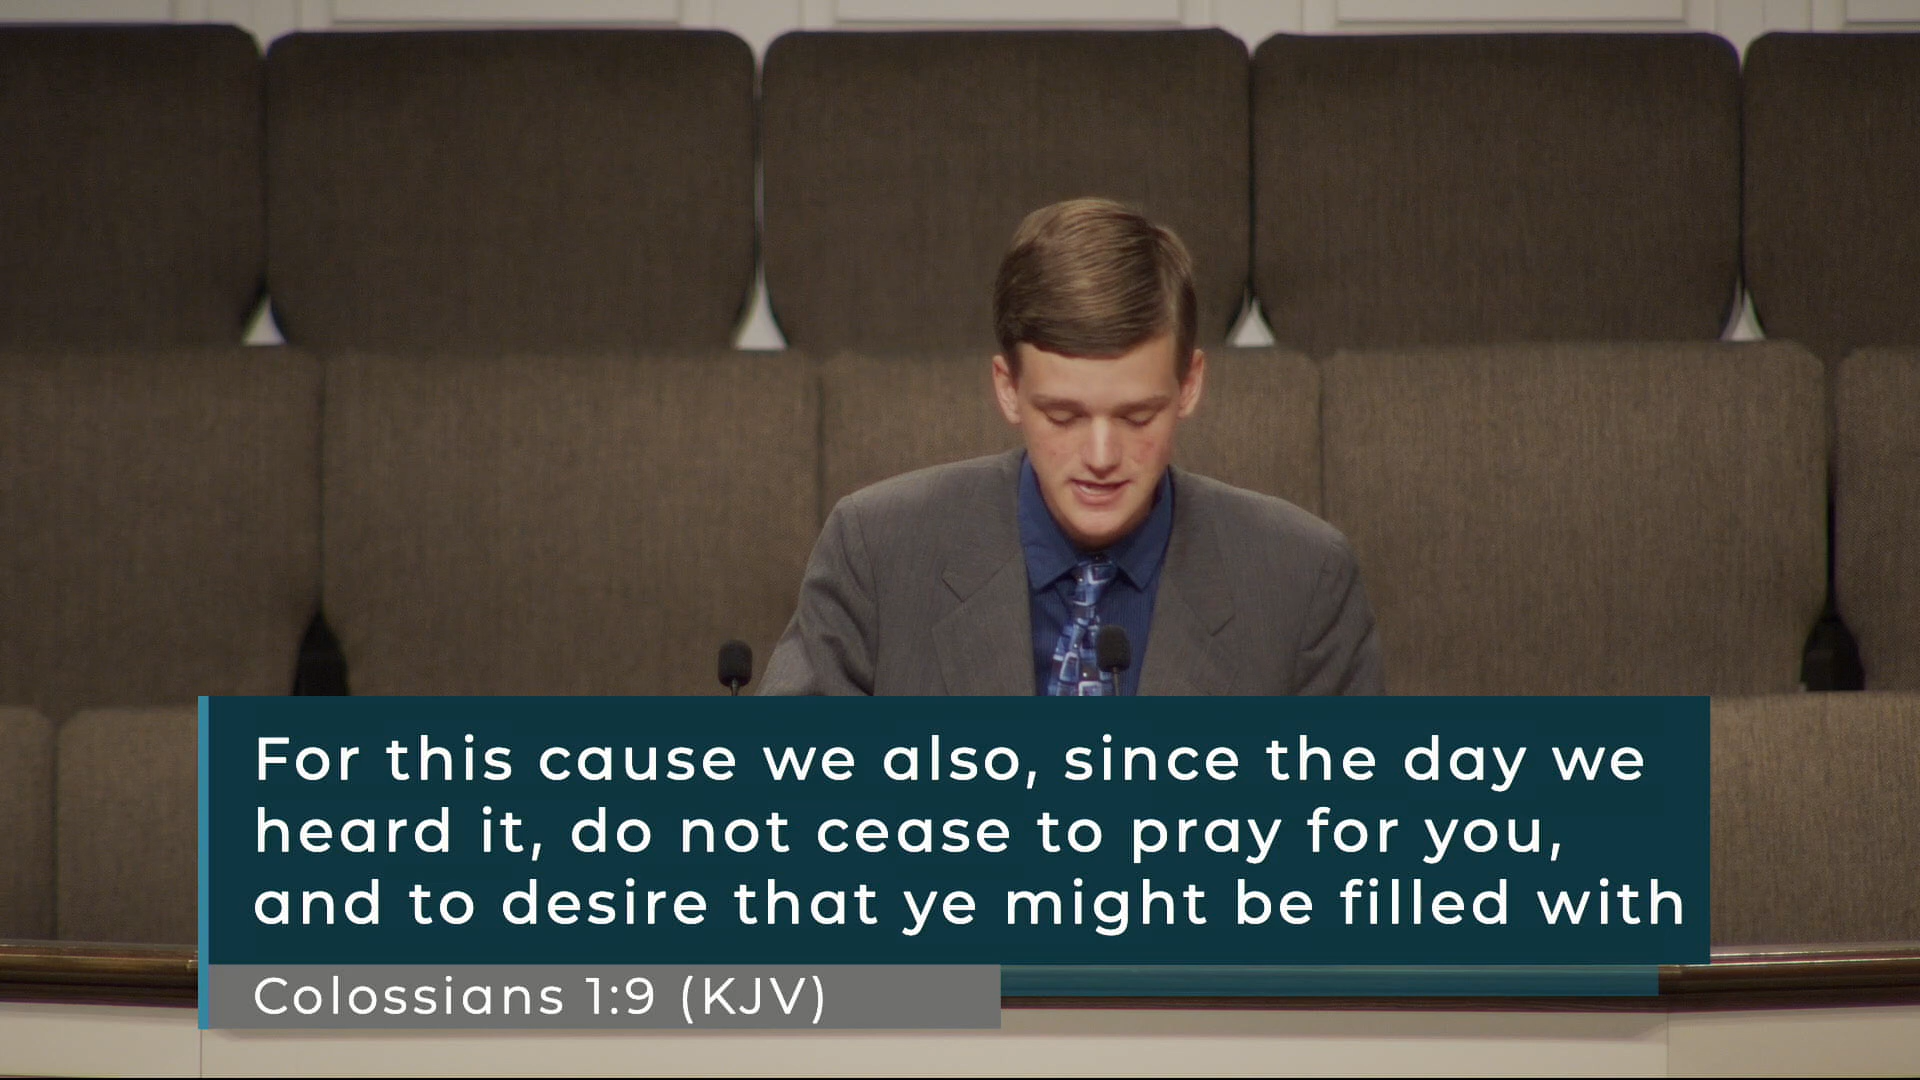 For this cause we also, since the day we
heard it, do not cease to pray for you,
and to desire that ye might be filled with
Colossians 1:9 (KJV)